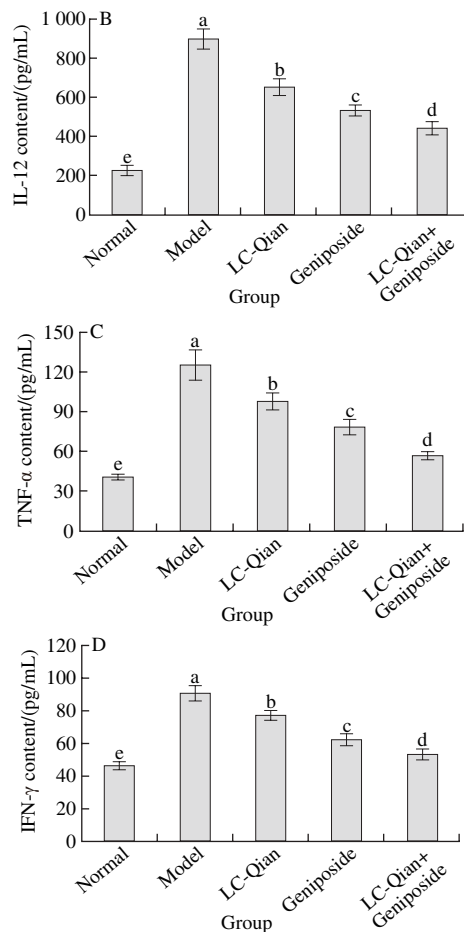 B
IL-12 content/(pg/mL)
1 000
800
600
400
200
0
e
a
b
c
d
Normal
Model
LC-Qian
Geniposide
LC-Qian+
Geniposide
Group
C
TNF-α content/(pg/mL)
150
120
90
60
30
0
e
a
b
c
d
Normal
Model
LC-Qian
Geniposide
LC-Qian+
Geniposide
Group
D
IFN-γ content/(pg/mL)
120
100
80
60
40
20
0
e
a
b
c
d
Normal
Model
LC-Qian
Geniposide
LC-Qian+
Geniposide
Group